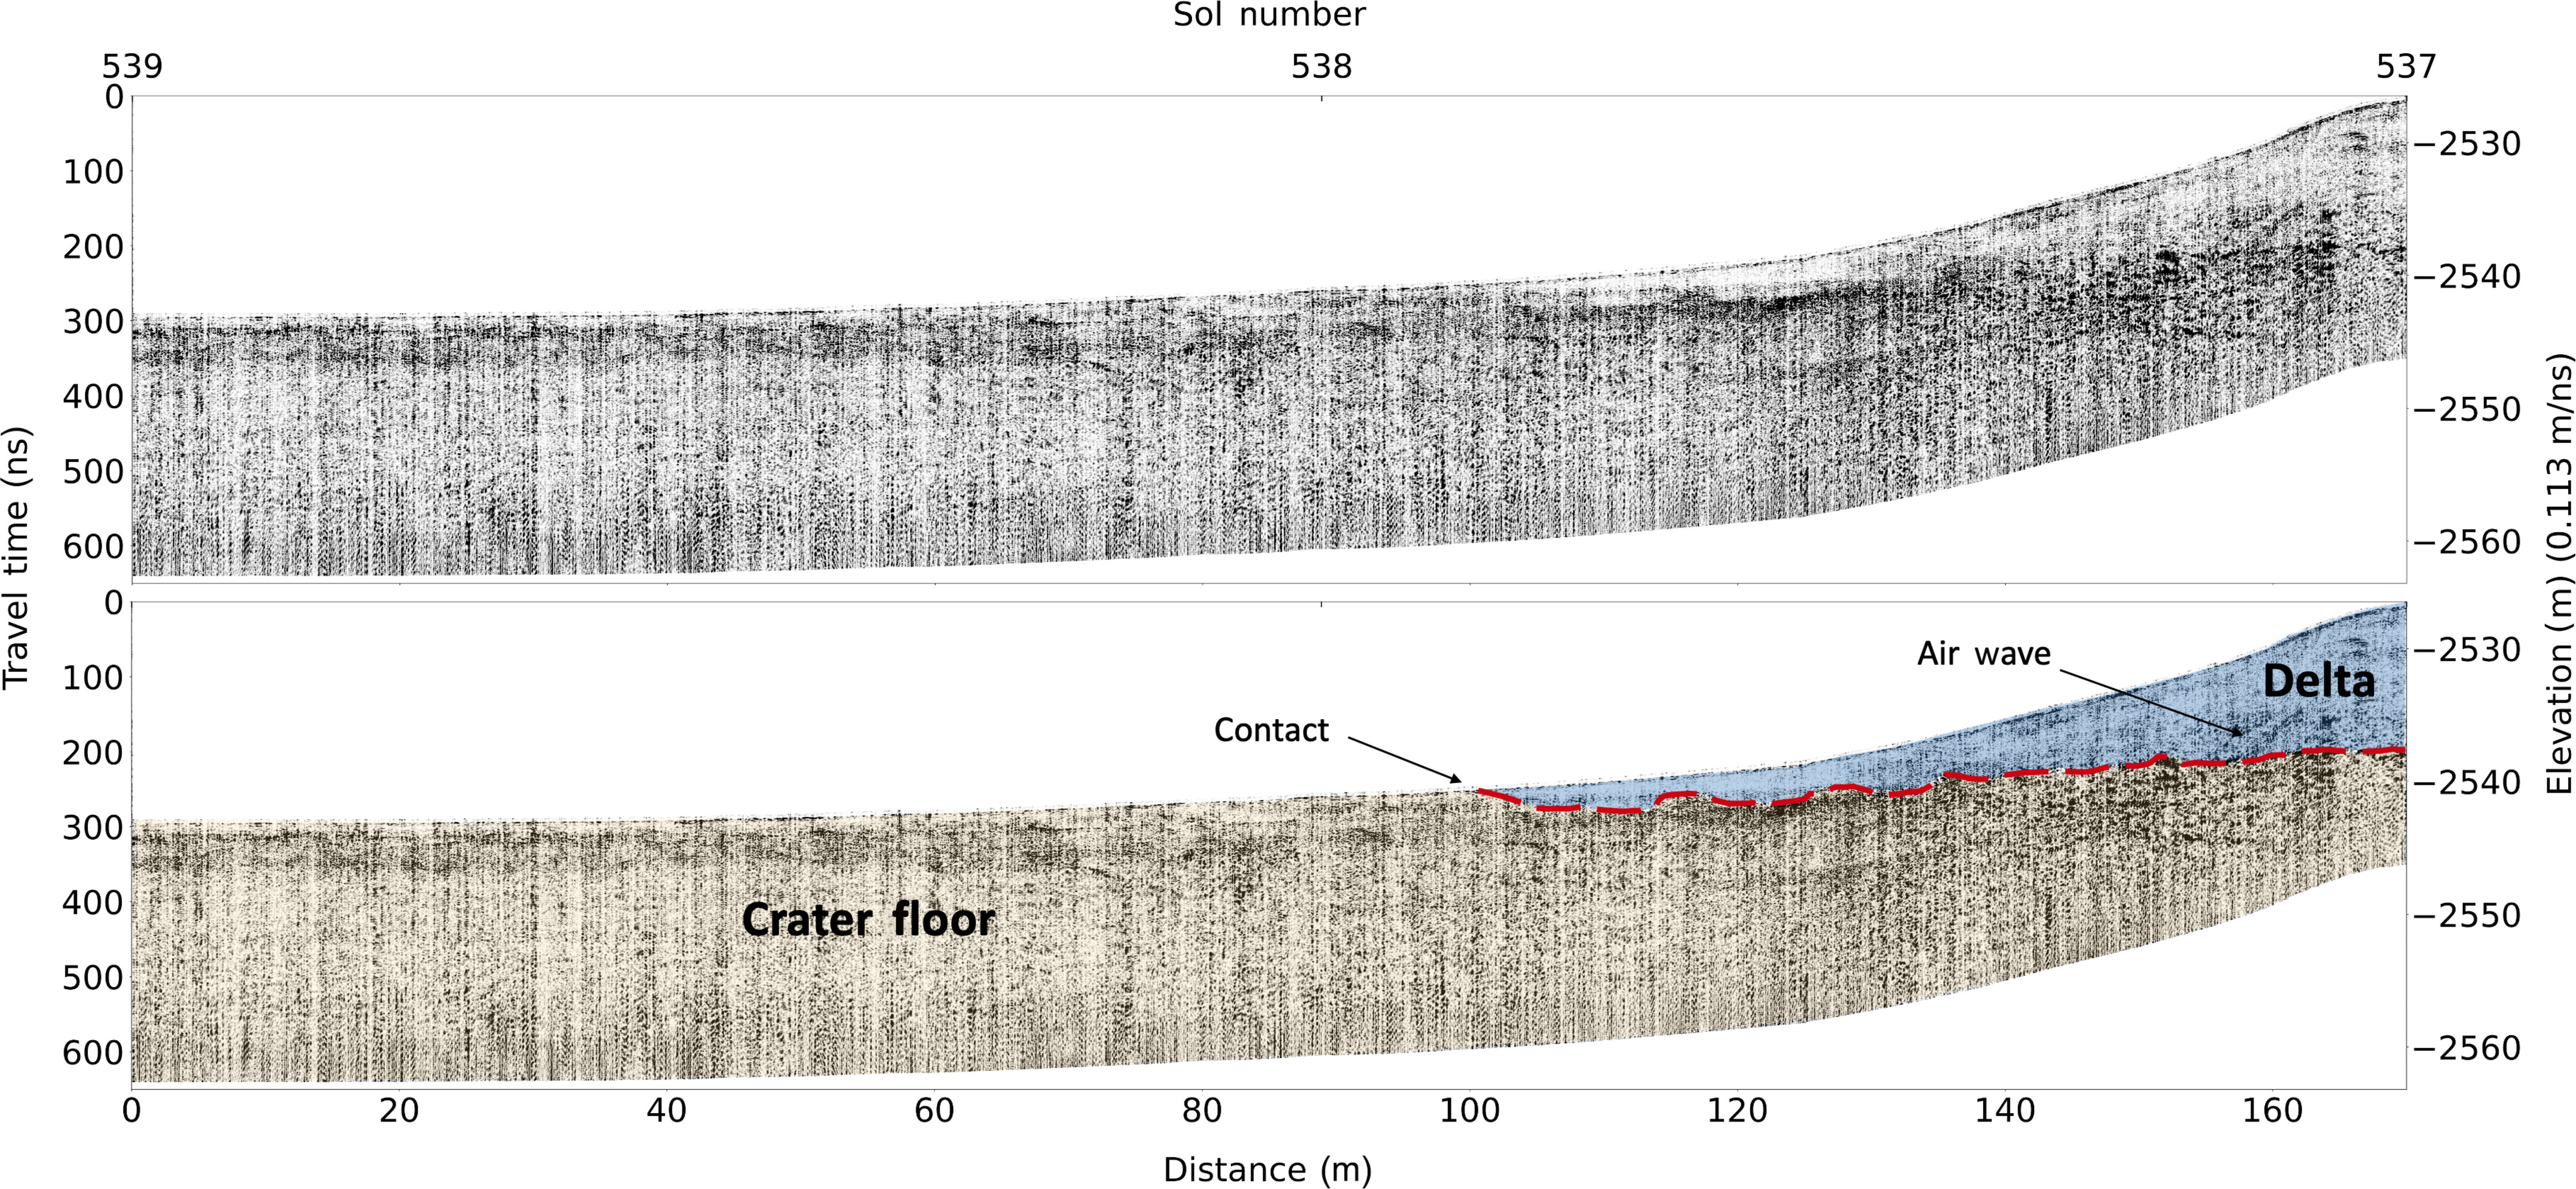 Sol number
539 538 537
0
100
200
300
400
500
600
−2530
−2540
−2550
−2560
Travel time (ns)
Elevation (m) (0.113 m/ns)
0
100
200
300
400
500
600
Air wave
Delta
Contact
Crater floor
−2530
−2540
−2550
−2560
0 20 40 60 80 100 120 140 160
Distance (m)